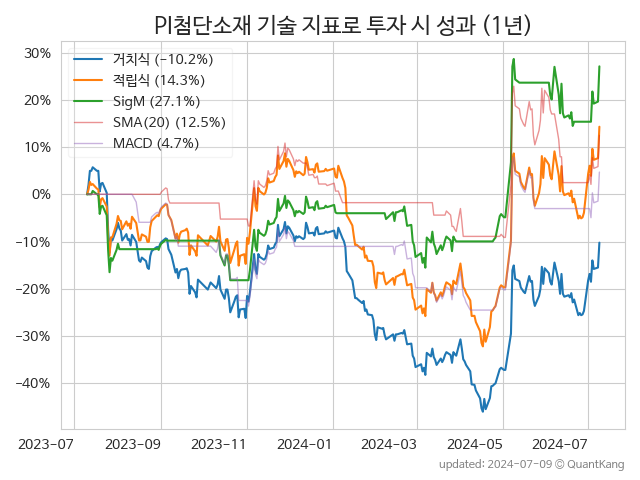 PI첨단소재 기술 지표로 투자 시 성과 (1년)
30%
20%
10%
0%
−10%
−20%
−30%
−40%
거치식 (−10.2%)
적립식 (14.3%)
SigM (27.1%)
SMA(20) (12.5%)
MACD (4.7%)
2023-07
2023-09
2023-11
2024-01
2024-03
2024-05
2024-07
updated: 2024-07-09 © QuantKang